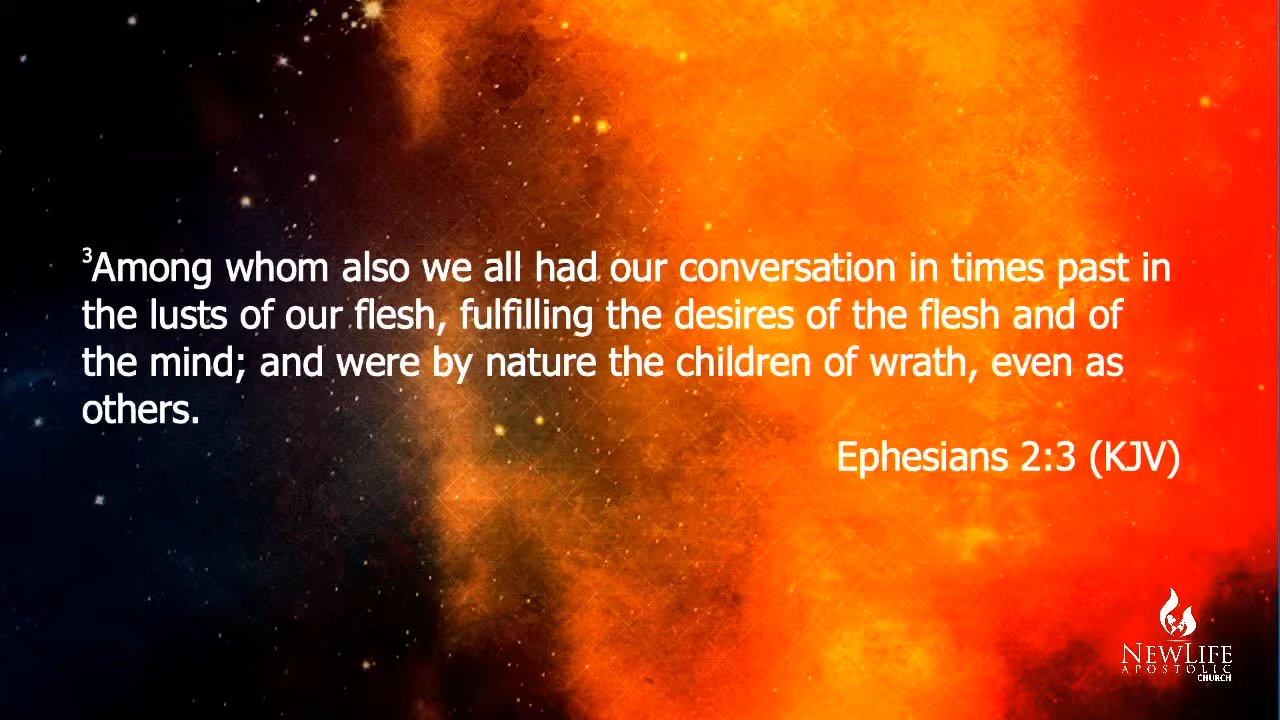 ³Among whom also we all had our conversation in times past in
the lusts of our flesh, fulfilling the desires of the flesh and of
the mind; and were by nature the children of wrath, even as
others.
Ephesians 2:3 (KJV)
NEWLIFE
APOSTOLIC
CHURCH